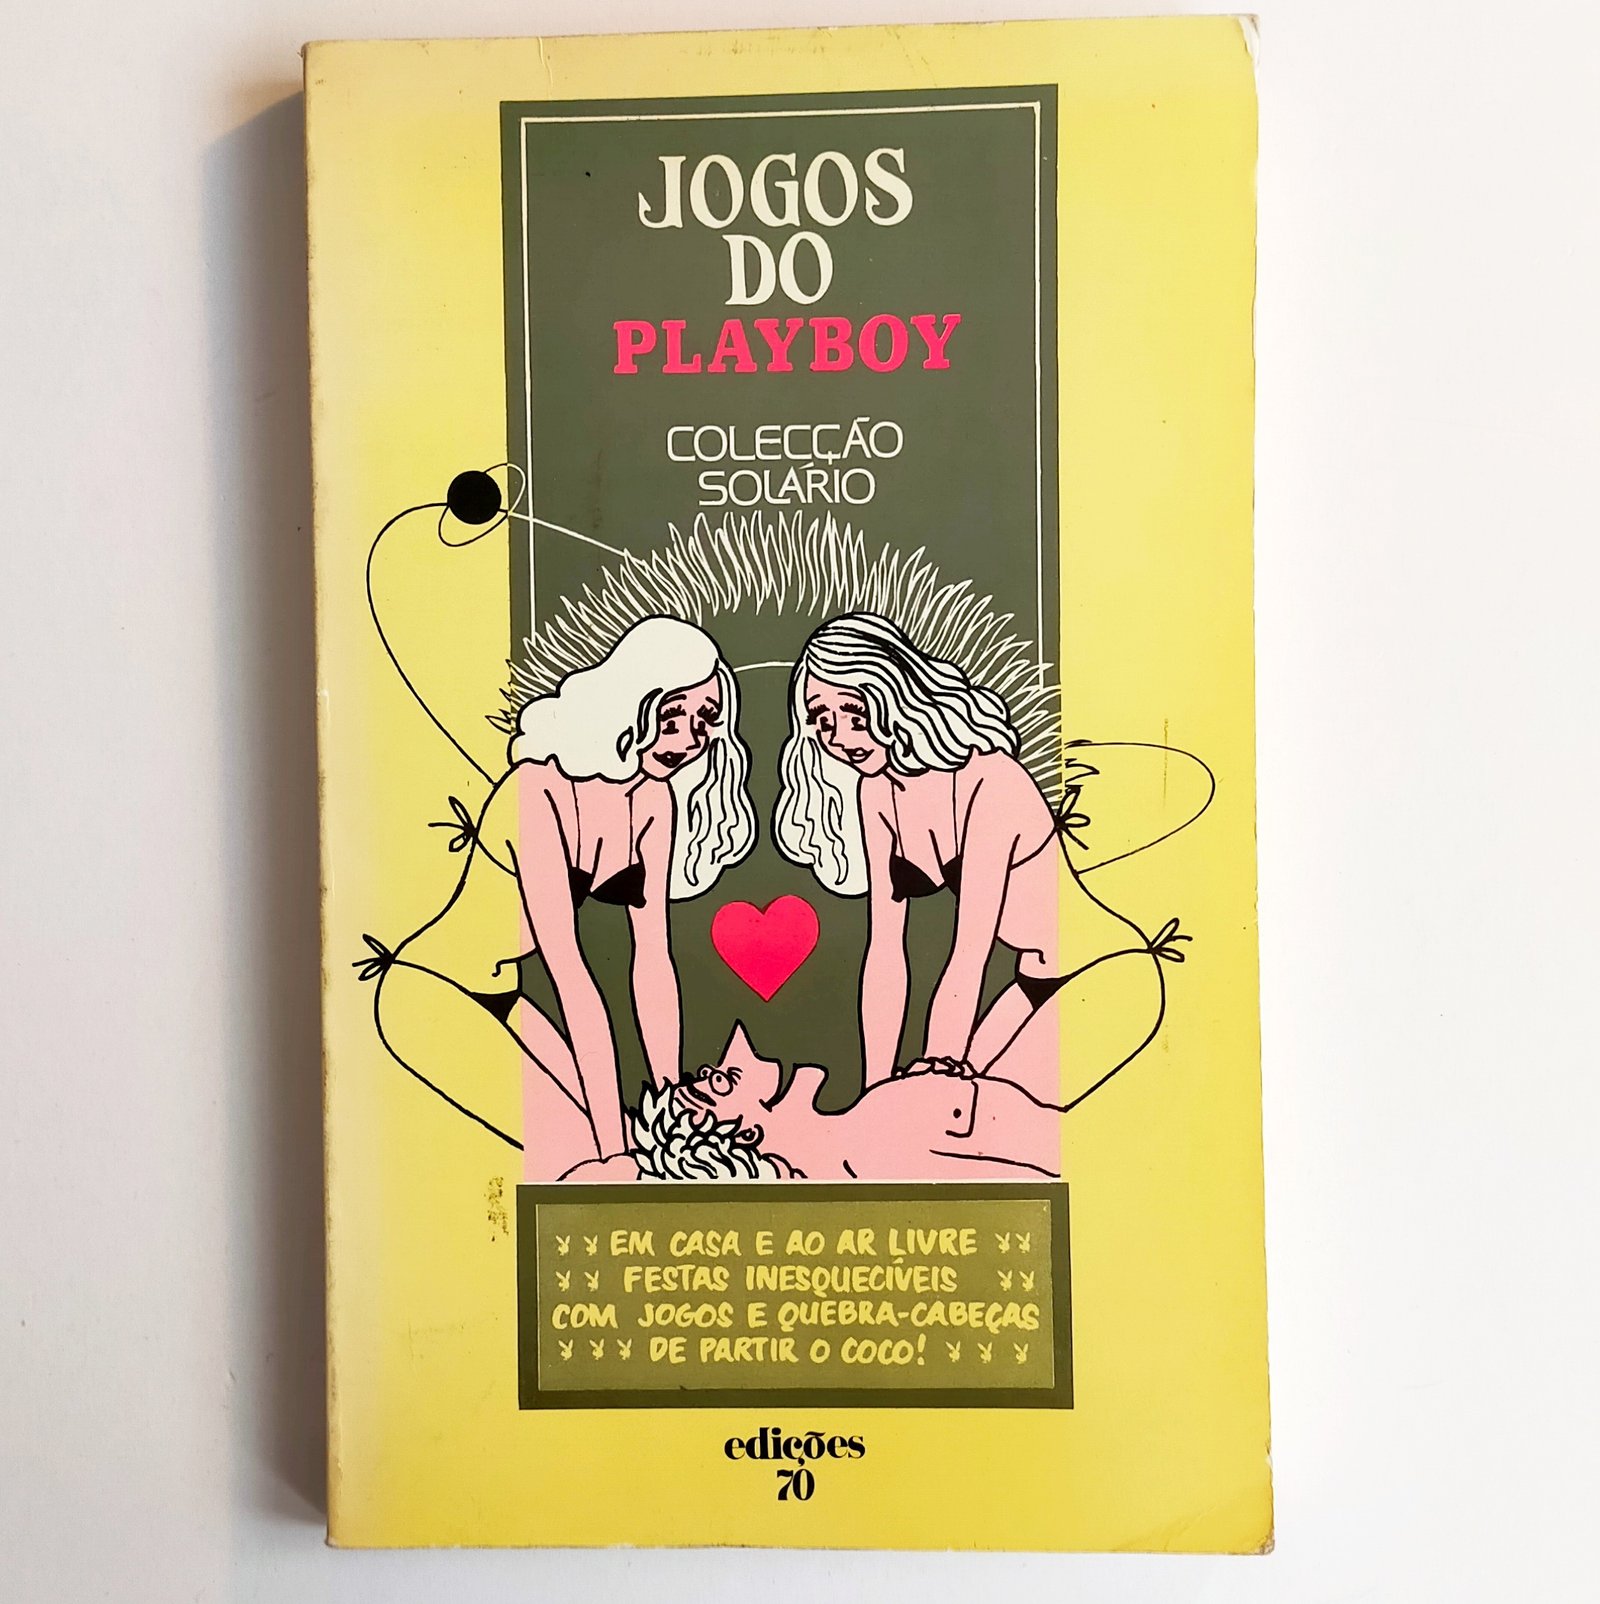 JOGOS
DO
PLAYBOY
COLECÇÃO
SOLÁRIO
EM CASA E AO AR LIVRE
FESTAS INESQUECÍVEIS
COM JOGOS E QUEBRA-CABEÇAS
DE PARTIR O COCO!
edições
70